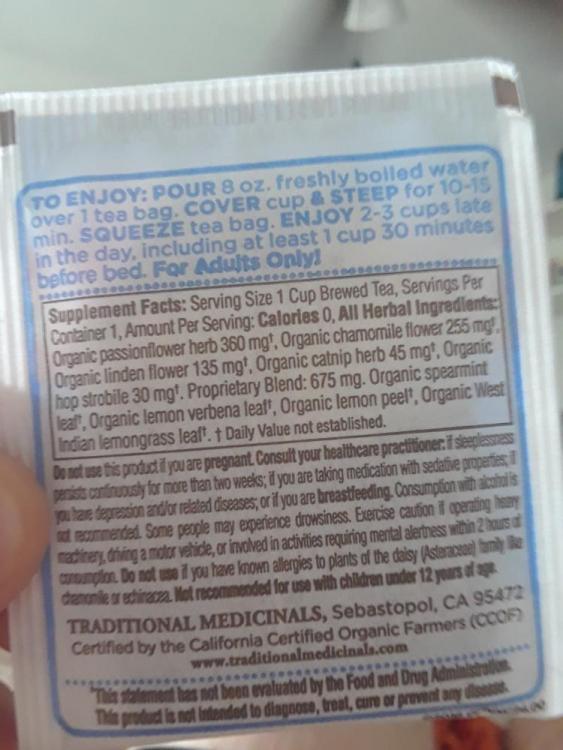 TO ENJOY: POUR 8 oz. freshly boiled water
over 1 tea bag. COVER cup & STEEP for 10-15
min. SQUEEZE tea bag. ENJOY 2-3 cups late
in the day, including at least 1 cup 30 minutes
before bed. For Adults Only!
Supplement Facts: Serving Size 1 Cup Brewed Tea, Servings Per
Container 1, Amount Per Serving: Calories 0, All Herbal Ingredients:
Organic passionflower herb 360 mg†, Organic chamomile flower 255 mg†,
Organic linden flower 135 mg†, Organic catnip herb 45 mg†, Organic
hop strobile 30 mg†. Proprietary Blend: 675 mg. Organic spearmint
leaf†, Organic lemon verbena leaf†, Organic lemon peel†, Organic West
Indian lemongrass leaf†. † Daily Value not established.
Do not use this product if you are pregnant. Consult your healthcare practitioner: if sleeplessness
persists continuously for more than two weeks; if you are taking medication with sedative properties; if
you have depression and/or related diseases; or if you are breastfeeding. Consumption with alcohol is
not recommended. Some people may experience drowsiness. Exercise caution if operating heavy
machinery, driving a motor vehicle, or involved in activities requiring mental alertness within 2 hours of
consumption. Do not use if you have known allergies to plants of the daisy (Asteraceae) family like
chamomile or echinacea. Not recommended for use with children under 12 years of age.
TRADITIONAL MEDICINALS, Sebastopol, CA 95472
Certified by the California Certified Organic Farmers (CCOF)
www.traditionalmedicinals.com
*This statement has not been evaluated by the Food and Drug Administration.
This product is not intended to diagnose, treat, cure or prevent any disease.